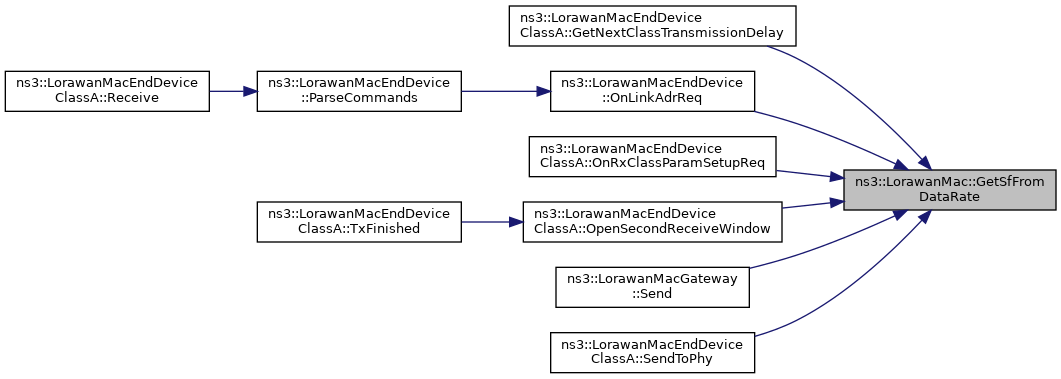 ns3::LorawanMacEndDevice
ClassA::GetNextClassTransmissionDelay
ns3::LorawanMacEndDevice
ClassA::Receive
ns3::LorawanMacEndDevice
::ParseCommands
ns3::LorawanMacEndDevice
::OnLinkAdrReq
ns3::LorawanMacEndDevice
ClassA::OnRxClassParamSetupReq
ns3::LorawanMac::GetSfFrom
DataRate
ns3::LorawanMacEndDevice
ClassA::TxFinished
ns3::LorawanMacEndDevice
ClassA::OpenSecondReceiveWindow
ns3::LorawanMacGateway
::Send
ns3::LorawanMacEndDevice
ClassA::SendToPhy